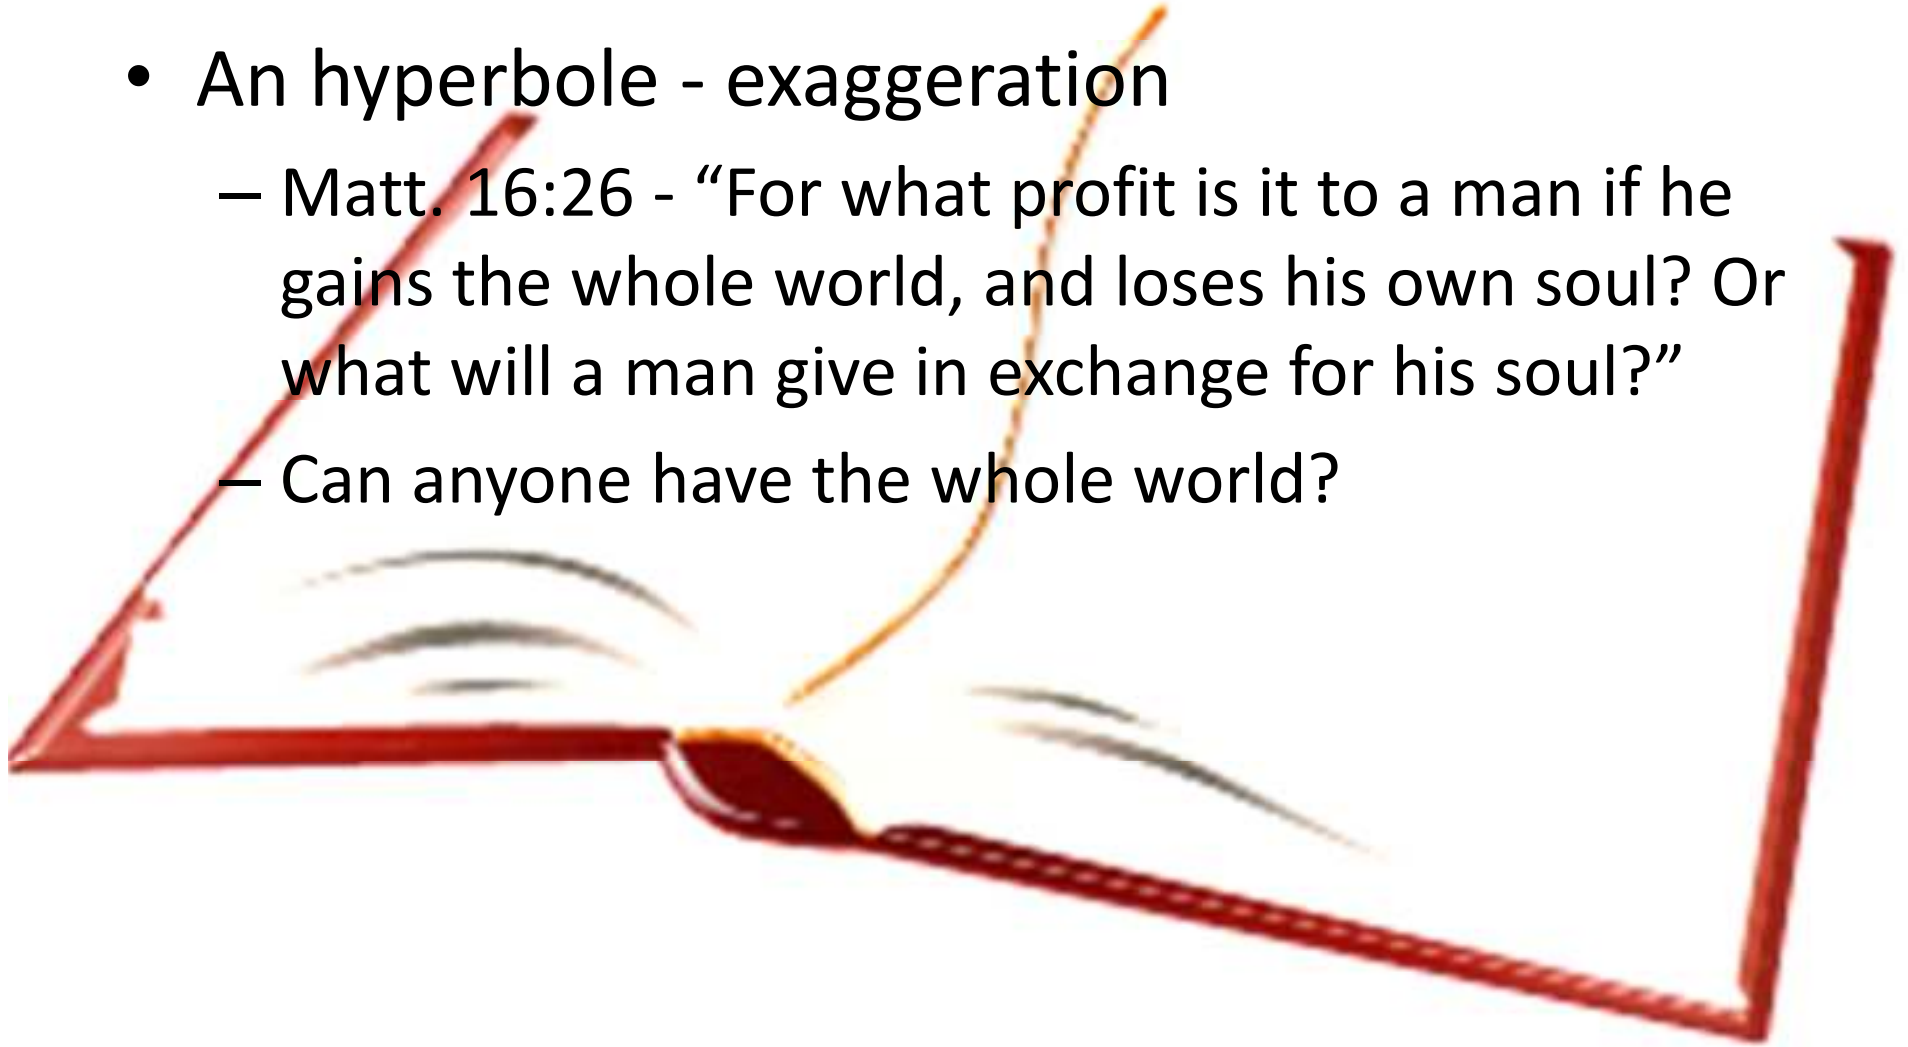 • An hyperbole - exaggeration
– Matt. 16:26 - “For what profit is it to a man if he
gains the whole world, and loses his own soul? Or
what will a man give in exchange for his soul?”
– Can anyone have the whole world?